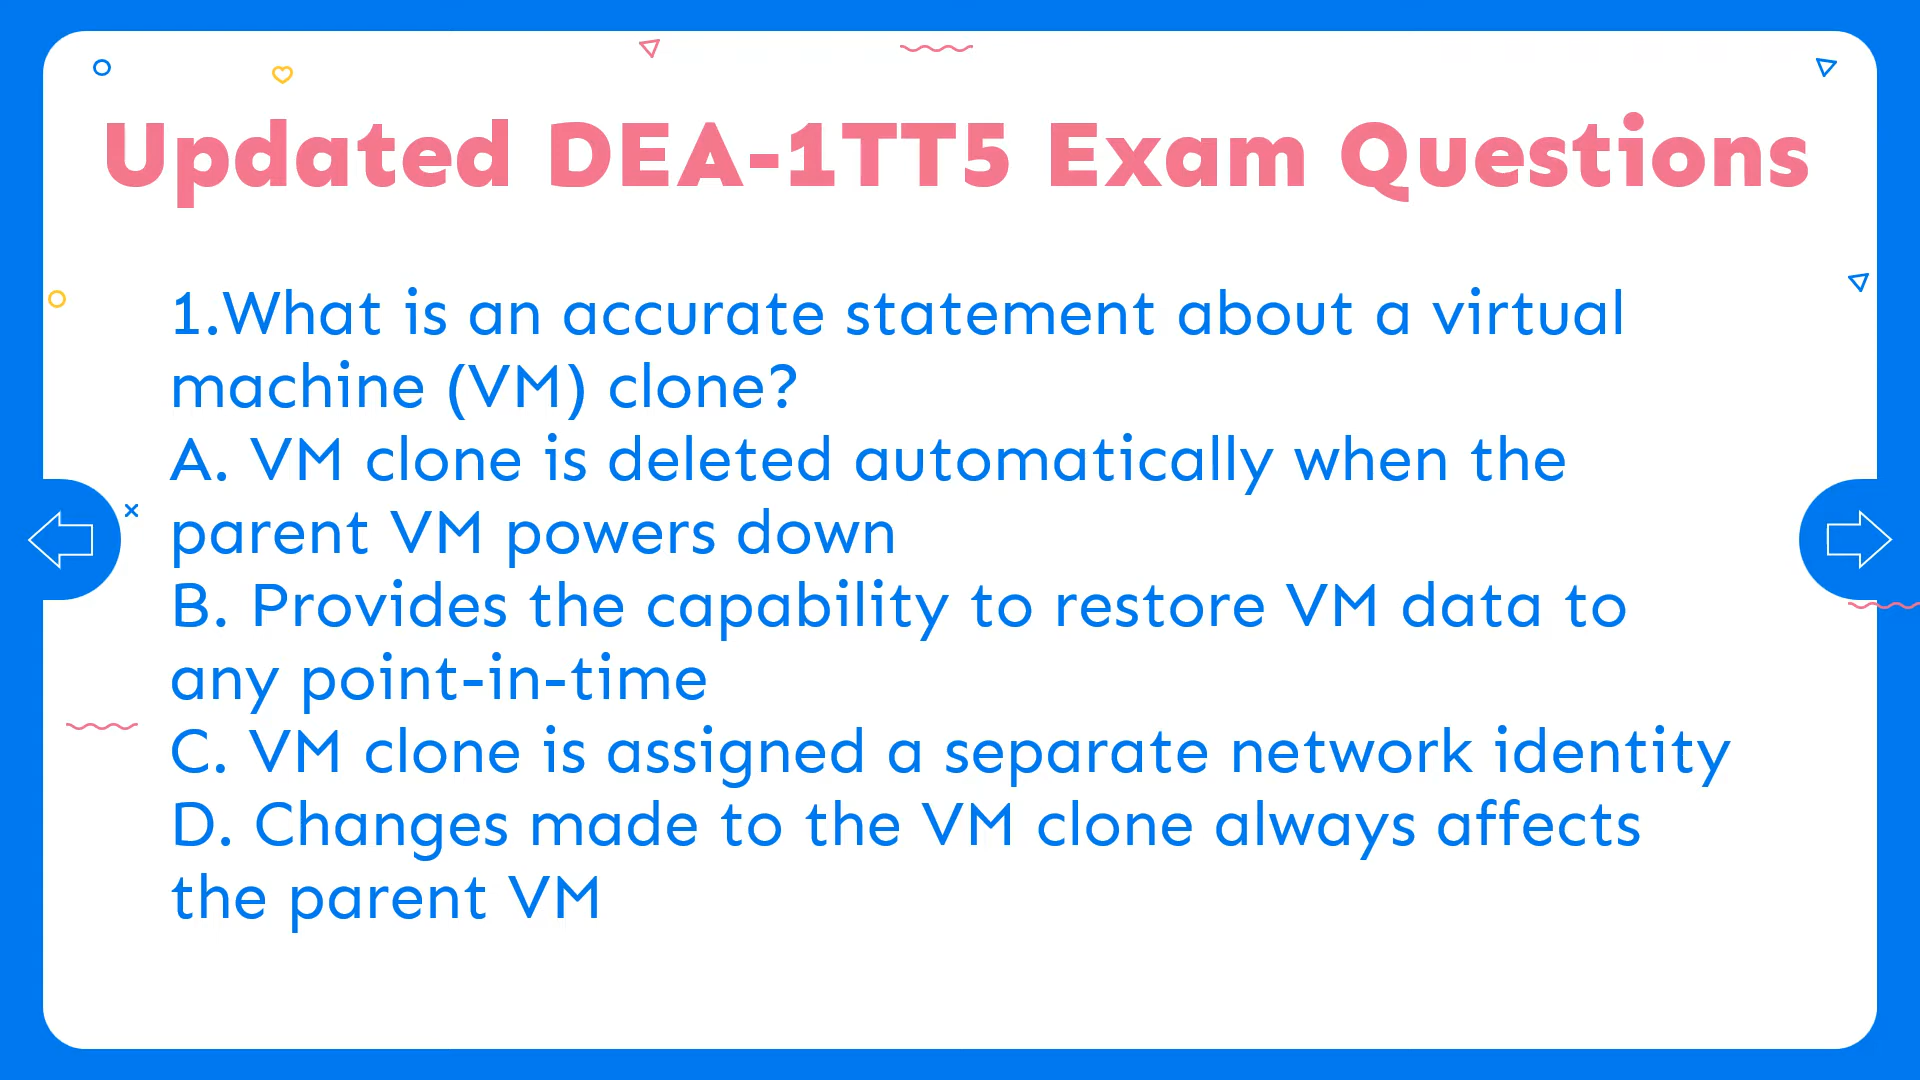 Updated DEA-1TT5 Exam Questions
1.What is an accurate statement about a virtual
machine (VM) clone?
A. VM clone is deleted automatically when the
parent VM powers down
B. Provides the capability to restore VM data to
any point-in-time
C. VM clone is assigned a separate network identity
D. Changes made to the VM clone always affects
the parent VM